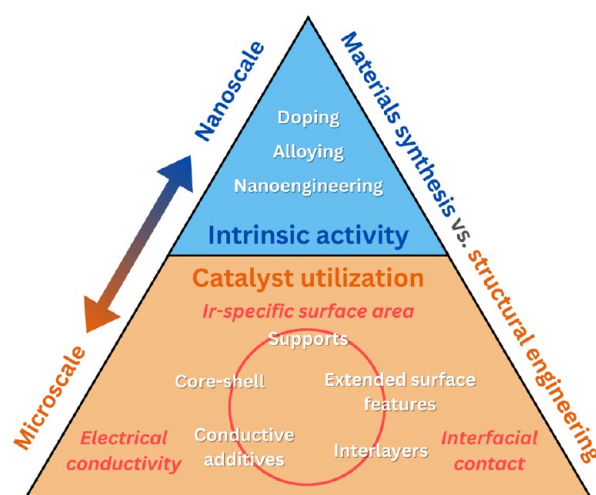 Nanoscale
Materials synthesis vs. structural engineering
Doping
Alloying
Nanoengineering
Intrinsic activity
Catalyst utilization
Ir-specific surface area
Supports
Core-shell
Extended surface
features
Microscale
Electrical
conductivity
Conductive
additives
Interlayers
Interfacial
contact